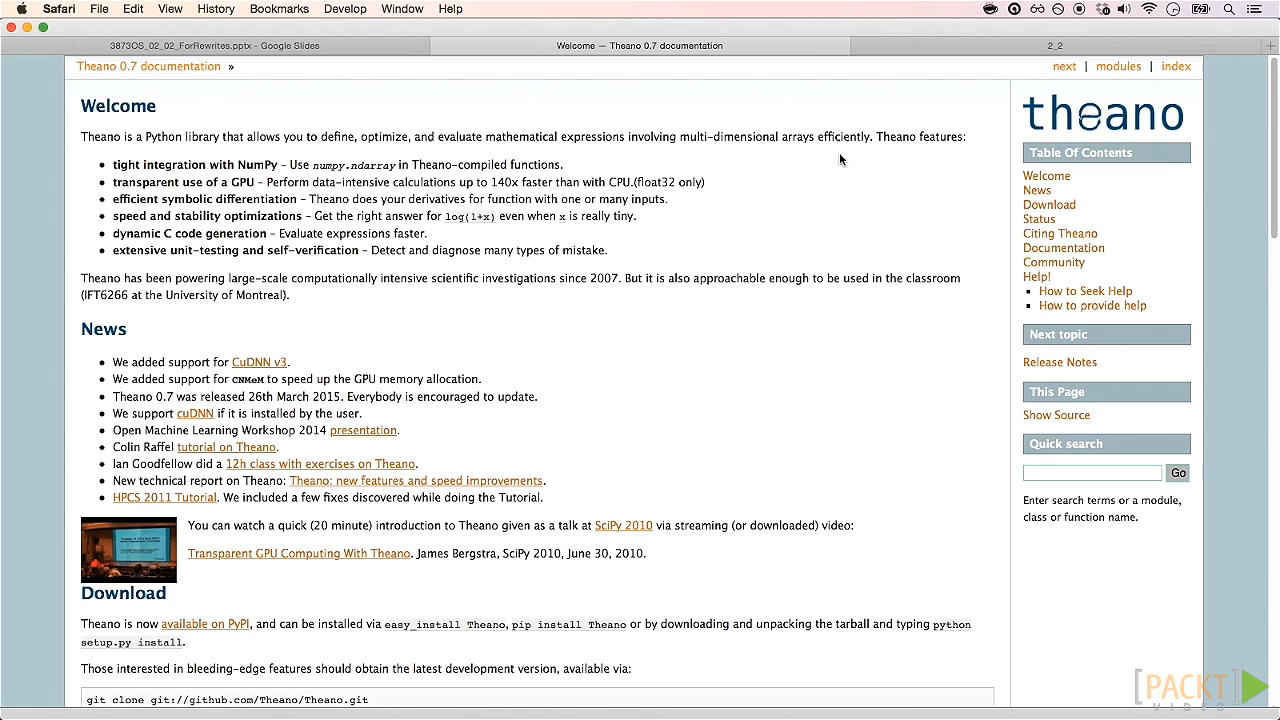 Safari File Edit View History Bookmarks Develop Window Help
3873OS_02_02_ForRewrites.pptx - Google Slides
Welcome — Theano 0.7 documentation
2_2
Theano 0.7 documentation »
next | modules | index
Welcome
Theano is a Python library that allows you to define, optimize, and evaluate mathematical expressions involving multi-dimensional arrays efficiently. Theano features:
• tight integration with NumPy – Use numpy.ndarray in Theano-compiled functions.
• transparent use of a GPU – Perform data-intensive calculations up to 140x faster than with CPU.(float32 only)
• efficient symbolic differentiation – Theano does your derivatives for function with one or many inputs.
• speed and stability optimizations – Get the right answer for log(1+x) even when x is really tiny.
• dynamic C code generation – Evaluate expressions faster.
• extensive unit-testing and self-verification – Detect and diagnose many types of mistake.
Theano has been powering large-scale computationally intensive scientific investigations since 2007. But it is also approachable enough to be used in the classroom
(IFT6266 at the University of Montreal).
News
• We added support for CuDNN v3.
• We added support for CNMeM to speed up the GPU memory allocation.
• Theano 0.7 was released 26th March 2015. Everybody is encouraged to update.
• We support cuDNN if it is installed by the user.
• Open Machine Learning Workshop 2014 presentation.
• Colin Raffel tutorial on Theano.
• Ian Goodfellow did a 12h class with exercises on Theano.
• New technical report on Theano: Theano: new features and speed improvements.
• HPCS 2011 Tutorial. We included a few fixes discovered while doing the Tutorial.
You can watch a quick (20 minute) introduction to Theano given as a talk at SciPy 2010 via streaming (or downloaded) video:
Transparent GPU Computing With Theano. James Bergstra, SciPy 2010, June 30, 2010.
Download
Theano is now available on PyPI, and can be installed via easy_install Theano, pip install Theano or by downloading and unpacking the tarball and typing python
setup.py install.
Those interested in bleeding-edge features should obtain the latest development version, available via:
git clone git://github.com/Theano/Theano.git
theano
Table Of Contents
Welcome
News
Download
Status
Citing Theano
Documentation
Community
Help!
▪ How to Seek Help
▪ How to provide help
Next topic
Release Notes
This Page
Show Source
Quick search
Go
Enter search terms or a module,
class or function name.
[PACKT]
VIDEO